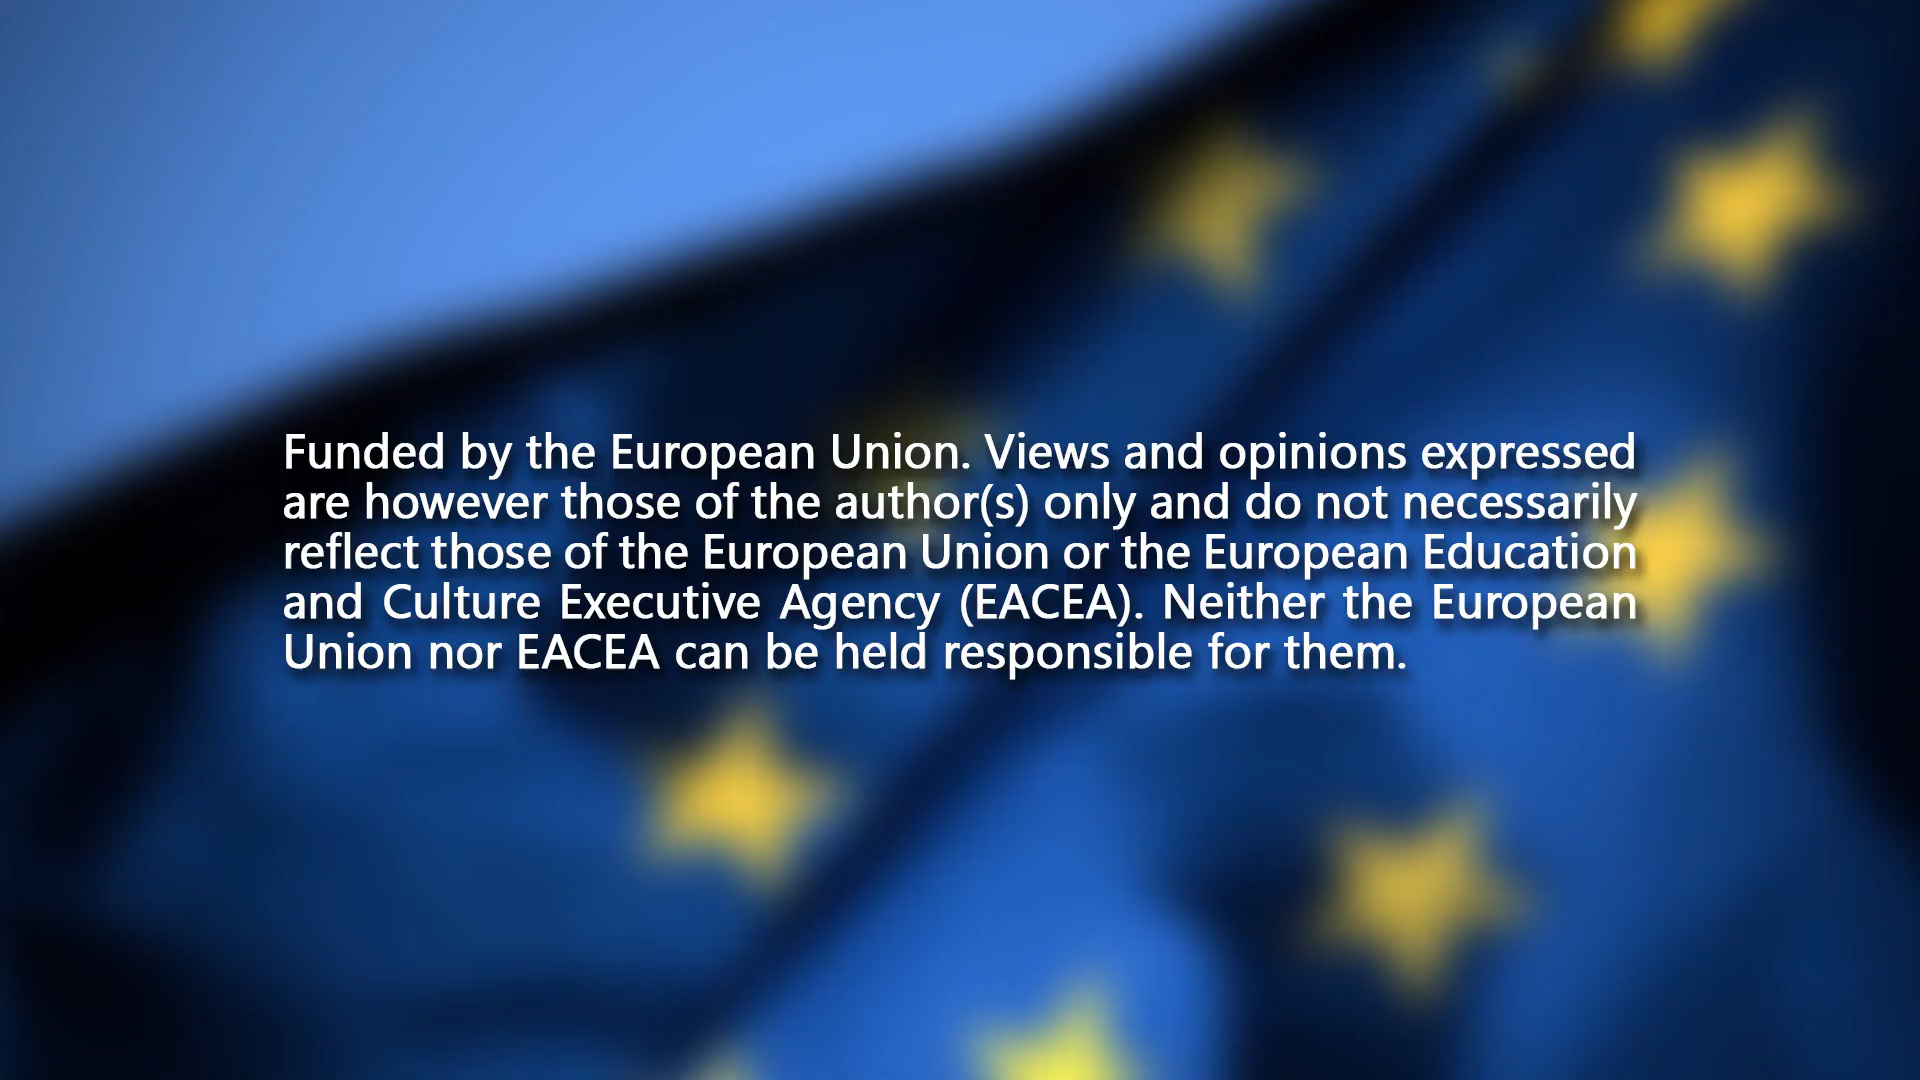 Funded by the European Union. Views and opinions expressed
are however those of the author(s) only and do not necessarily
reflect those of the European Union or the European Education
and Culture Executive Agency (EACEA). Neither the European
Union nor EACEA can be held responsible for them.